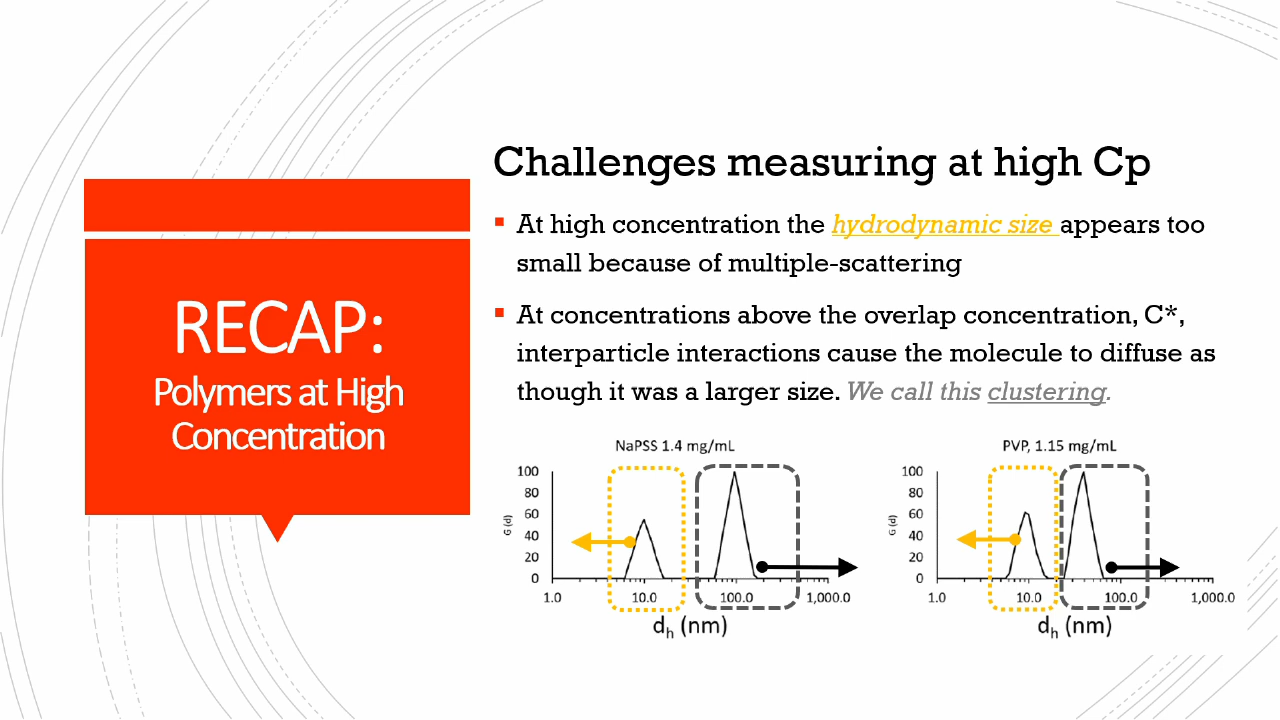 RECAP:
Polymers at High
Concentration
Challenges measuring at high Cp
▪ At high concentration the hydrodynamic size appears too
small because of multiple-scattering
▪ At concentrations above the overlap concentration, C*,
interparticle interactions cause the molecule to diffuse as
though it was a larger size. We call this clustering.
NaPSS 1.4 mg/mL
G (d)
100
80
60
40
20
0
1.0 10.0 100.0 1,000.0
dₕ (nm)
PVP, 1.15 mg/mL
G (d)
100
80
60
40
20
0
1.0 10.0 100.0 1,000.0
dₕ (nm)